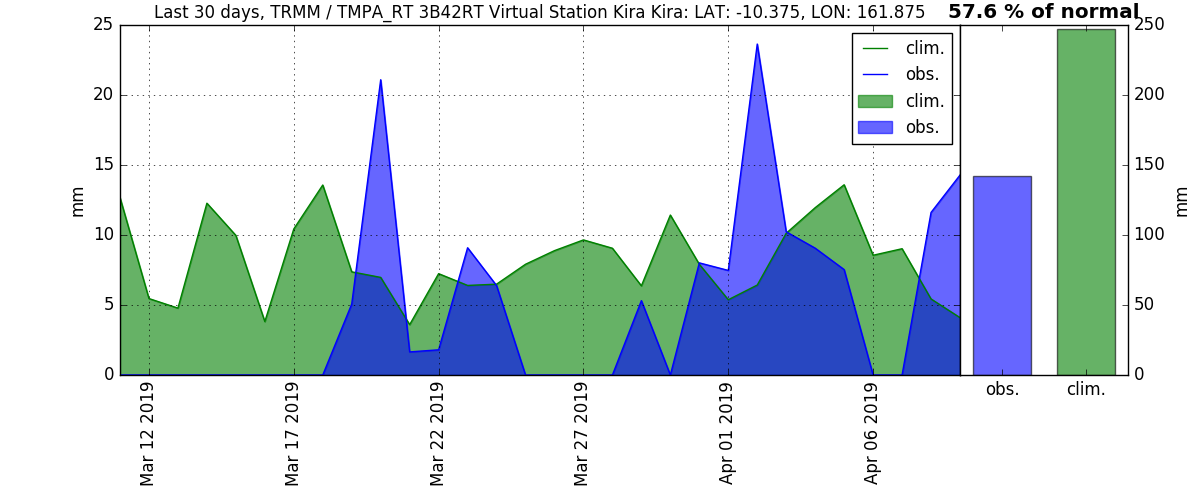 Last 30 days, TRMM / TMPA_RT 3B42RT Virtual Station Kira Kira: LAT: -10.375, LON: 161.875
57.6 % of normal
25
20
15
10
5
0
mm
clim.
obs.
clim.
obs.
250
200
150
100
50
0
mm
Mar 12 2019
Mar 17 2019
Mar 22 2019
Mar 27 2019
Apr 01 2019
Apr 06 2019
obs.
clim.